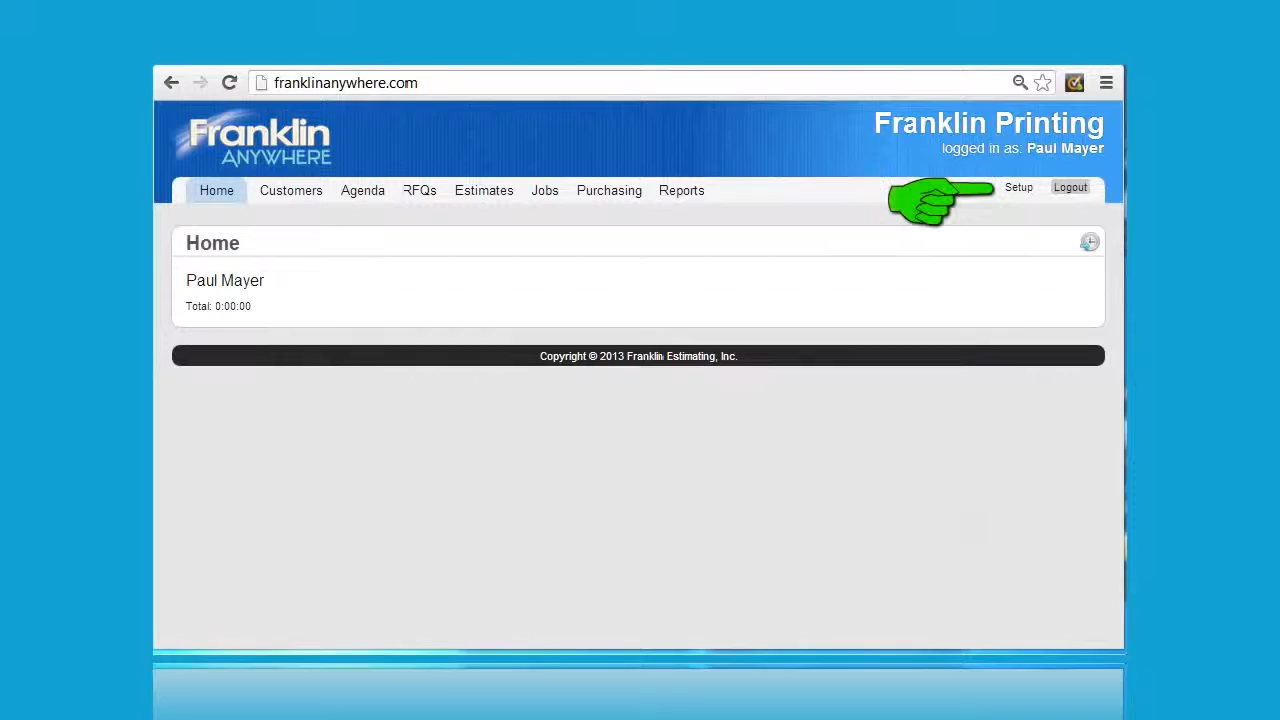 franklinanywhere.com
Franklin
ANYWHERE
Franklin Printing
logged in as: Paul Mayer
Home Customers Agenda RFQs Estimates Jobs Purchasing Reports Setup Logout
Home
Paul Mayer
Total: 0:00:00
Copyright © 2013 Franklin Estimating, Inc.